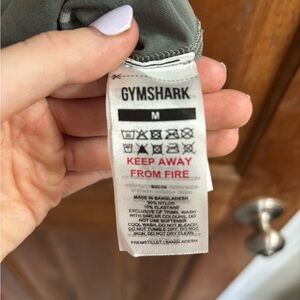 GYMSHARK
M
KEEP AWAY
FROM FIRE
MADE IN BANGLADESH
90% NYLON
10% ELASTANE
EXCLUSIVE OF TRIMS. WASH
WITH SIMILAR COLOURS. DO
NOT USE SOFTENER
COOL WASH. DO NOT BLEACH
DO NOT TUMBLE DRY. DO NOT
IRON. DO NOT DRY CLEAN
BANGLADESH